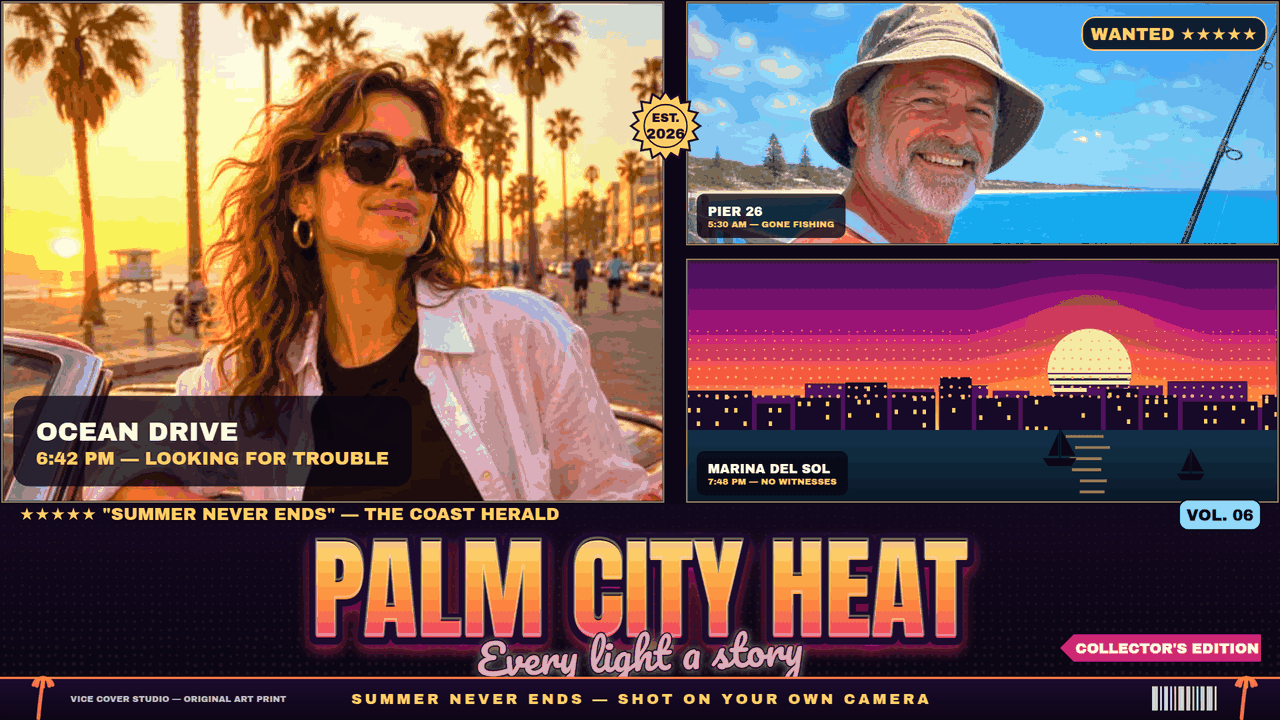 WANTED ★★★★★
EST.
2026
PIER 26
5:30 AM — GONE FISHING
OCEAN DRIVE
6:42 PM — LOOKING FOR TROUBLE
MARINA DEL SOL
7:48 PM — NO WITNESSES
★★★★★ "SUMMER NEVER ENDS" — THE COAST HERALD
VOL. 06
PALM CITY HEAT
Every light a story
COLLECTOR'S EDITION
VICE COVER STUDIO — ORIGINAL ART PRINT
SUMMER NEVER ENDS — SHOT ON YOUR OWN CAMERA